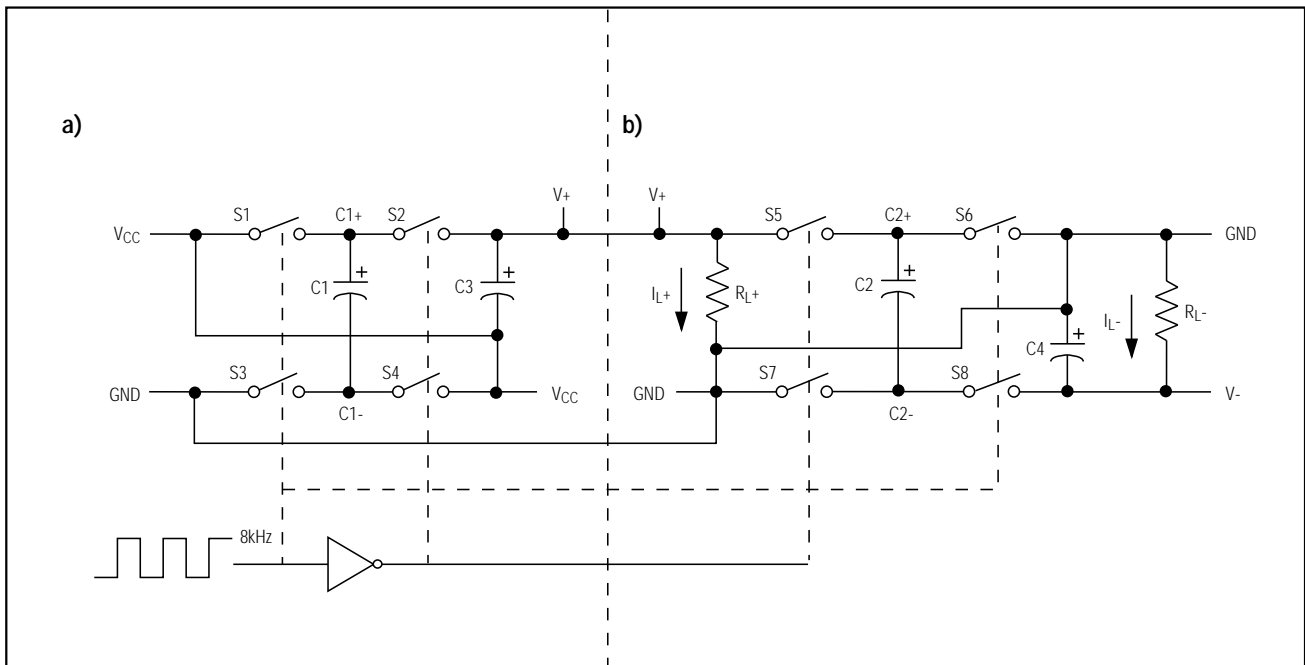 a)
b)
V+
V+
S1
C1+
S2
S5
C2+
S6
VCC
GND
C1
C3
IL+
RL+
C2
IL-
RL-
C4
S3
S4
S7
S8
GND
VCC
GND
V-
C1-
C2-
8kHz
+
+
+
+